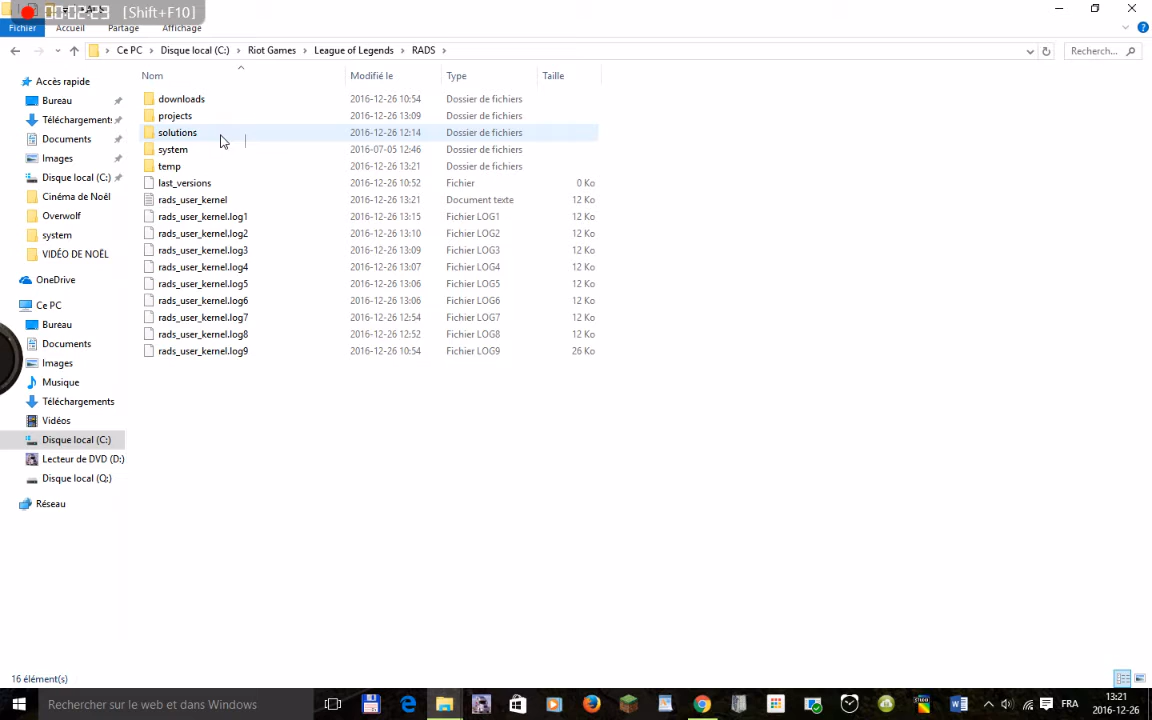 00:02:23 [Shift+F10]
Fichier Accueil Partage Affichage
Ce PC Disque local (C:) Riot Games League of Legends RADS
Recherch...
Nom Modifié le Type Taille
downloads 2016-12-26 10:54 Dossier de fichiers
projects 2016-12-26 13:09 Dossier de fichiers
solutions 2016-12-26 12:14 Dossier de fichiers
system 2016-07-05 12:46 Dossier de fichiers
temp 2016-12-26 13:21 Dossier de fichiers
last_versions 2016-12-26 10:52 Fichier 0 Ko
rads_user_kernel 2016-12-26 13:21 Document texte 12 Ko
rads_user_kernel.log1 2016-12-26 13:15 Fichier LOG1 12 Ko
rads_user_kernel.log2 2016-12-26 13:10 Fichier LOG2 12 Ko
rads_user_kernel.log3 2016-12-26 13:09 Fichier LOG3 12 Ko
rads_user_kernel.log4 2016-12-26 13:07 Fichier LOG4 12 Ko
rads_user_kernel.log5 2016-12-26 13:06 Fichier LOG5 12 Ko
rads_user_kernel.log6 2016-12-26 13:06 Fichier LOG6 12 Ko
rads_user_kernel.log7 2016-12-26 12:54 Fichier LOG7 12 Ko
rads_user_kernel.log8 2016-12-26 12:52 Fichier LOG8 12 Ko
rads_user_kernel.log9 2016-12-26 10:54 Fichier LOG9 26 Ko
Accès rapide
Bureau
Téléchargements
Documents
Images
Disque local (C:)
Cinéma de Noël
Overwolf
system
VIDÉO DE NOËL
OneDrive
Ce PC
Bureau
Documents
Images
Musique
Téléchargements
Vidéos
Disque local (C:)
Lecteur de DVD (D:)
Disque local (Q:)
Réseau
16 élément(s)
Rechercher sur le web et dans Windows
FRA
13:21
2016-12-26